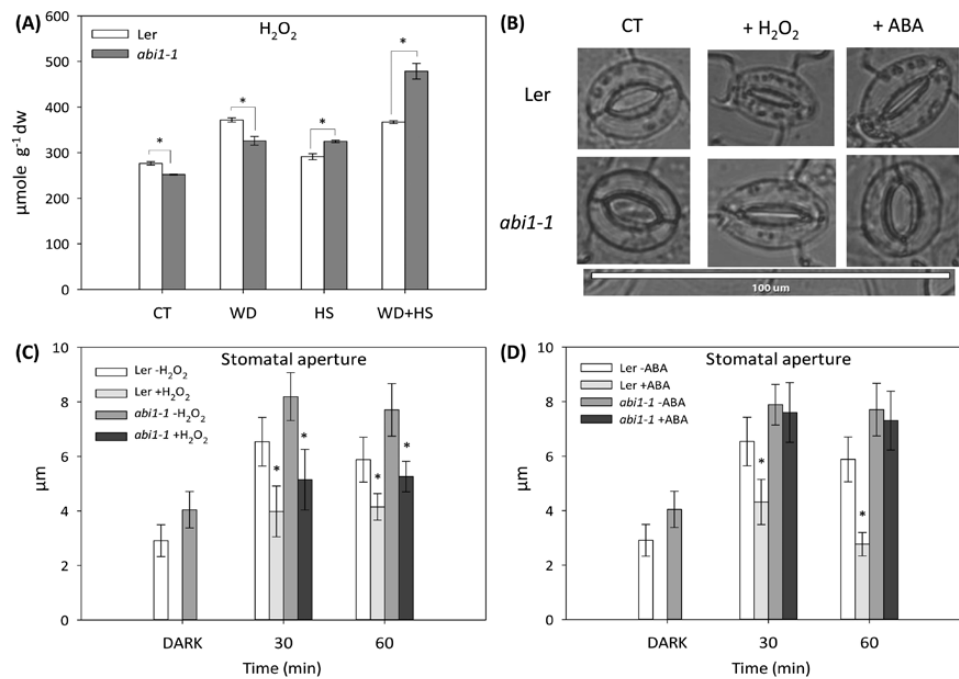 (A)
H₂O₂
Ler
abi1-1
600
500
400
300
200
100
0
µmole g⁻¹ dw
*
*
*
*
CT WD HS WD+HS
(B)
CT + H₂O₂ + ABA
Ler
abi1-1
100 um
(C)
Stomatal aperture
Ler -H₂O₂
Ler +H₂O₂
abi1-1 -H₂O₂
abi1-1 +H₂O₂
10
8
6
4
2
0
µm
* *
* *
DARK 30 60
Time (min)
(D)
Stomatal aperture
Ler -ABA
Ler +ABA
abi1-1 -ABA
abi1-1 +ABA
10
8
6
4
2
0
µm
*
*
DARK 30 60
Time (min)